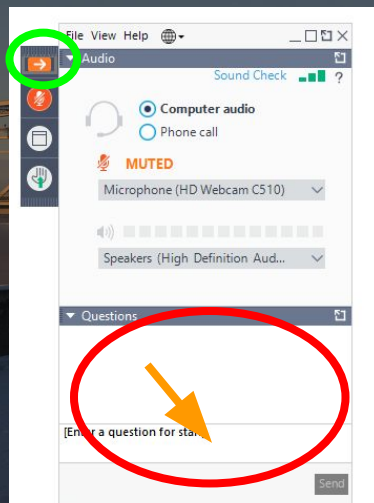 File View Help
Audio
Sound Check ?
Computer audio
Phone call
MUTED
Microphone (HD Webcam C510)
Speakers (High Definition Aud...
Questions
[Enter a question for staff]
Send